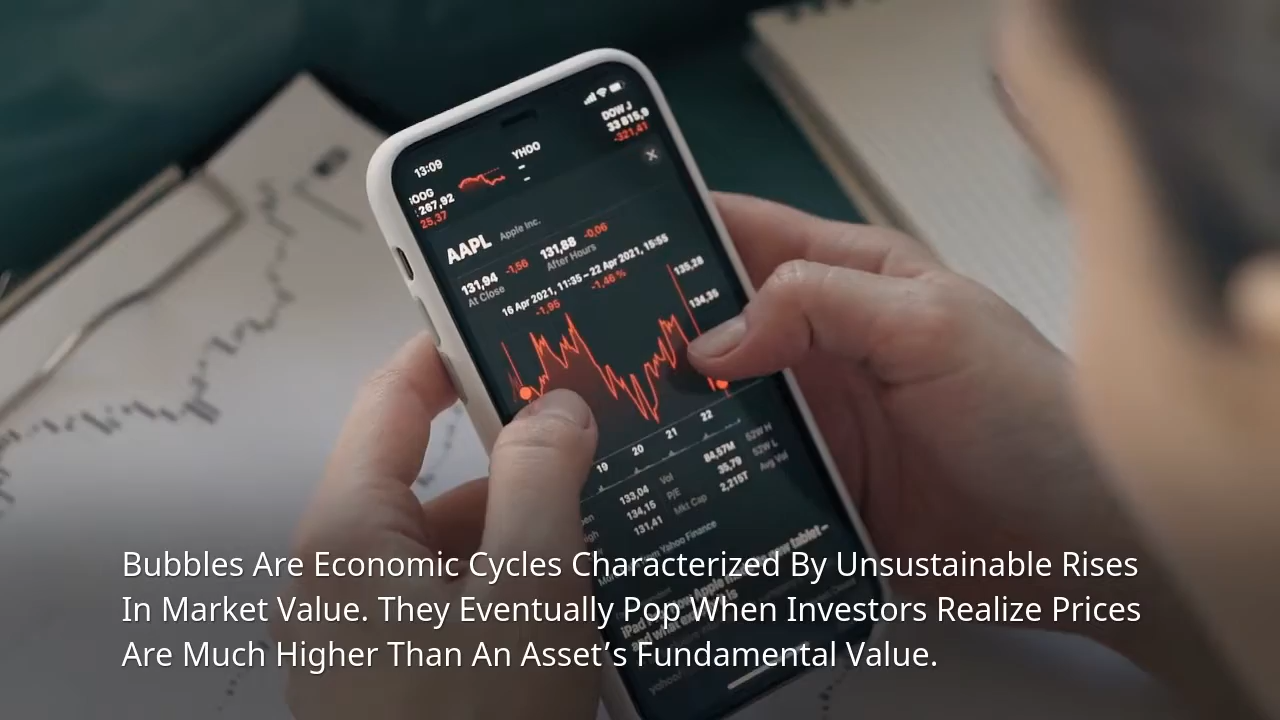 DOW J
33 815,9
-321,41
13:09
YHOO
267,92
25,37
AAPL Apple Inc.
131,94 -1,56 131,88 -0,06
At Close After Hours
16 Apr 2021, 11:35 – 22 Apr 2021, 15:55
-1,95 -1,46 %
135,28
134,35
19 20 21 22
133,04 Vol 84,57M 52W H
134,15 P/E 35,79 52W L
131,41 Mkt Cap 2,215T Avg Vol
Yahoo Finance
Bubbles Are Economic Cycles Characterized By Unsustainable Rises
In Market Value. They Eventually Pop When Investors Realize Prices
Are Much Higher Than An Asset’s Fundamental Value.